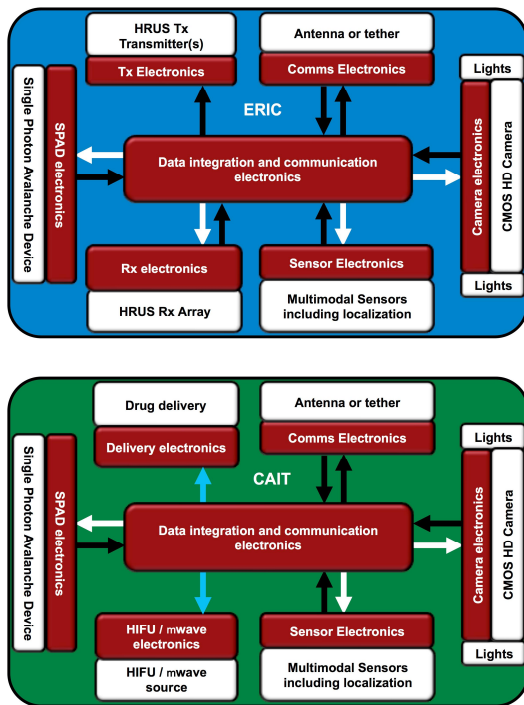 HRUS Tx
Transmitter(s)
Tx Electronics
Antenna or tether
Comms Electronics
ERIC
Single Photon Avalanche Device
SPAD electronics
Data integration and communication
electronics
Lights
Camera electronics
CMOS HD Camera
Lights
Rx electronics
HRUS Rx Array
Sensor Electronics
Multimodal Sensors
including localization
Drug delivery
Delivery electronics
Antenna or tether
Comms Electronics
CAIT
Single Photon Avalanche Device
SPAD electronics
Data integration and communication
electronics
Lights
Camera electronics
CMOS HD Camera
Lights
HIFU / mwave
electronics
HIFU / mwave
source
Sensor Electronics
Multimodal Sensors
including localization